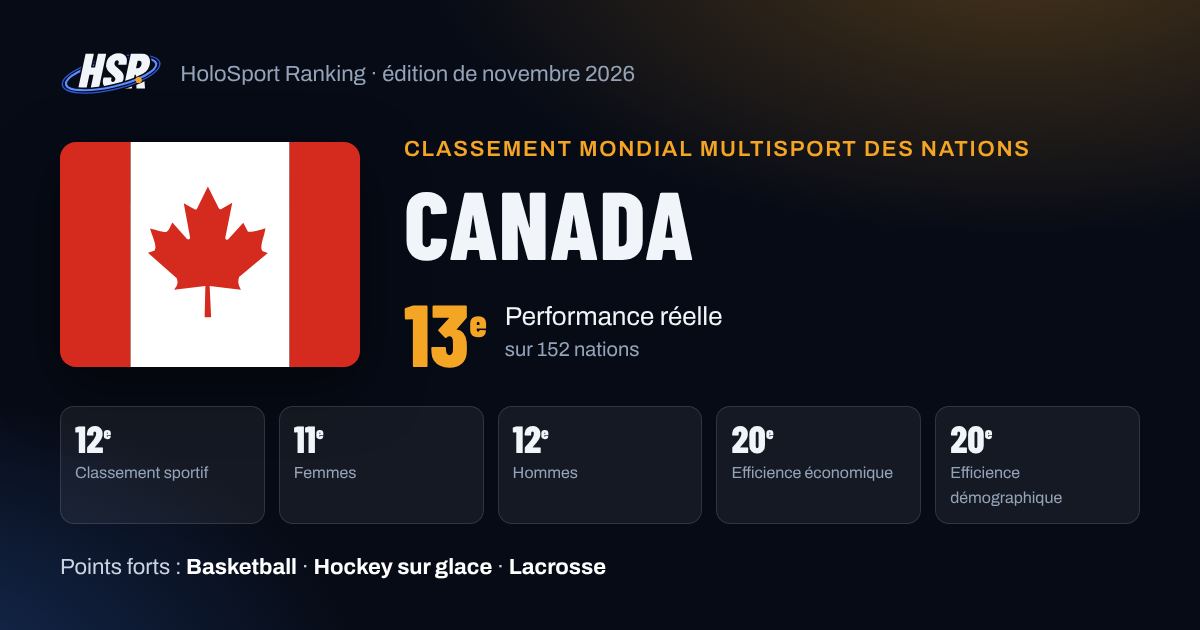 HSR
HoloSport Ranking · édition de novembre 2026
CLASSEMENT MONDIAL MULTISPORT DES NATIONS
CANADA
13e
Performance réelle
sur 152 nations
12e
Classement sportif
11e
Femmes
12e
Hommes
20e
Efficience économique
20e
Efficience
démographique
Points forts : Basketball · Hockey sur glace · Lacrosse